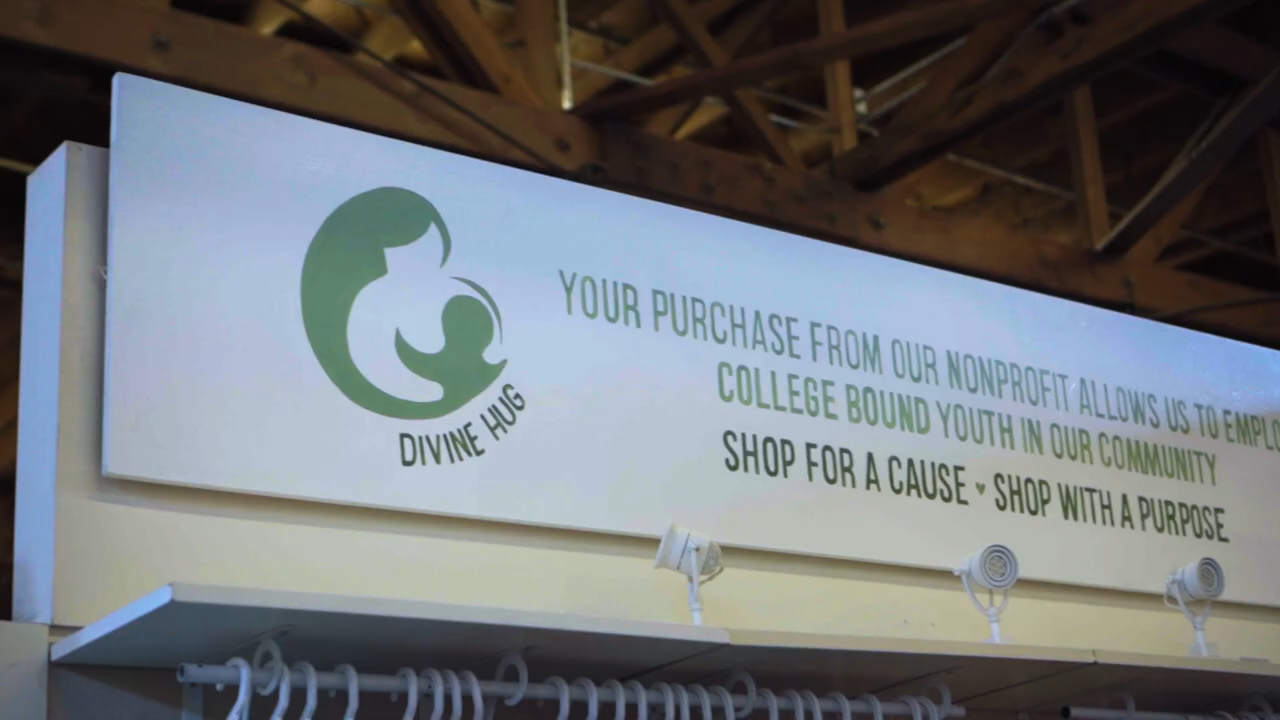 DIVINE HUG
YOUR PURCHASE FROM OUR NONPROFIT ALLOWS US TO EMPLO
COLLEGE BOUND YOUTH IN OUR COMMUNITY
SHOP FOR A CAUSE ♥ SHOP WITH A PURPOSE